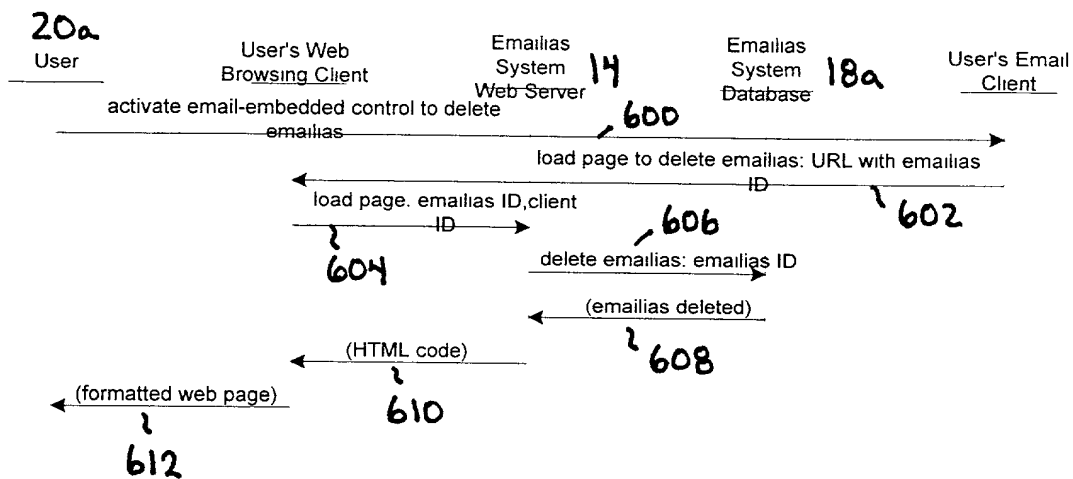 20a
User
User's Web
Browsing Client
Emailias
System
Web Server
14
Emailias
System
Database
18a
User's Email
Client
activate email-embedded control to delete
emailias
600
load page to delete emailias: URL with emailias
ID
602
load page. emailias ID,client
ID
604
606
delete emailias: emailias ID
(emailias deleted)
608
(HTML code)
610
(formatted web page)
612